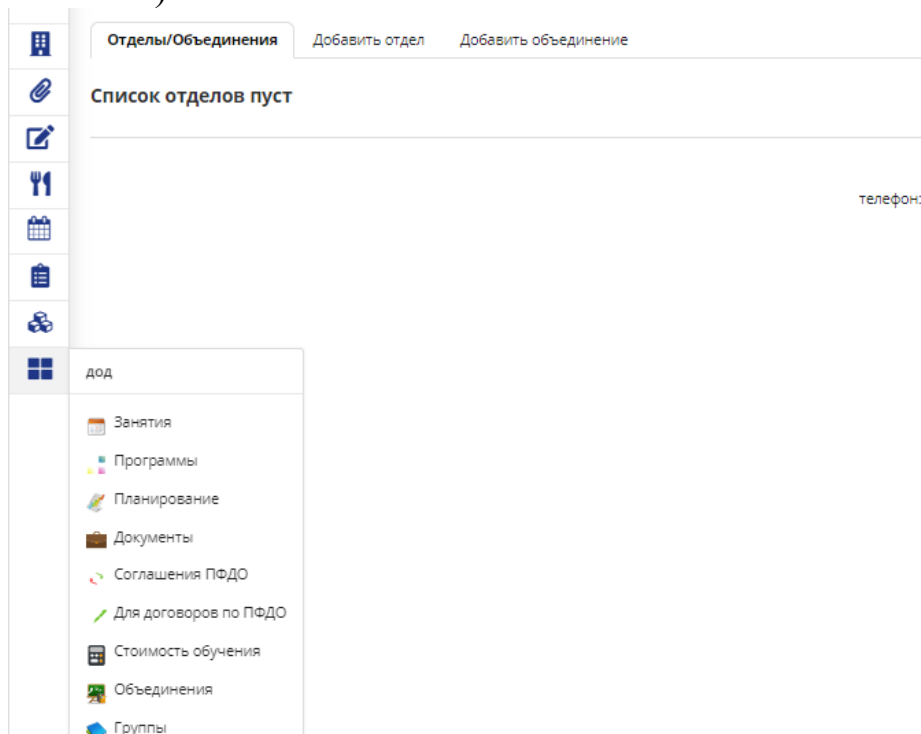 )
Отделы/Объединения Добавить отдел Добавить объединение
Список отделов пуст
телефон:
дод
Занятия
Программы
Планирование
Документы
Соглашения ПФДО
Для договоров по ПФДО
Стоимость обучения
Объединения
Группы